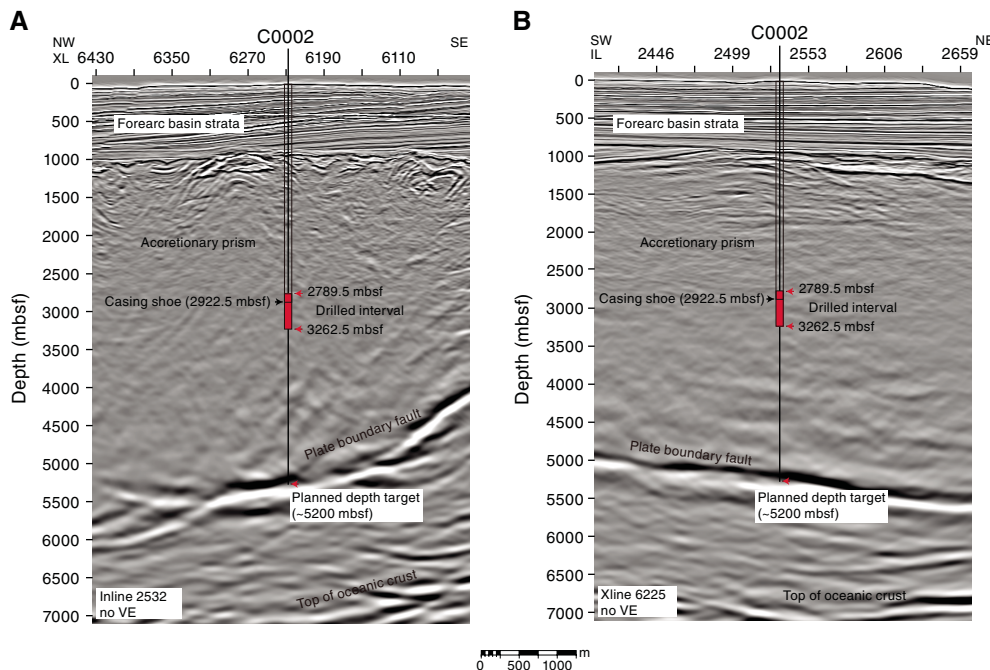 A
C0002
NW
SE
XL 6430 6350 6270 6190 6110
0
500
1000
1500
2000
2500
3000
3500
4000
4500
5000
5500
6000
6500
7000
Depth (mbsf)
Forearc basin strata
Accretionary prism
2789.5 mbsf
Casing shoe (2922.5 mbsf)
Drilled interval
3262.5 mbsf
Plate boundary fault
Planned depth target
(~5200 mbsf)
Top of oceanic crust
Inline 2532
no VE
B
C0002
SW
NE
IL 2446 2499 2553 2606 2659
0
500
1000
1500
2000
2500
3000
3500
4000
4500
5000
5500
6000
6500
7000
Depth (mbsf)
Forearc basin strata
Accretionary prism
2789.5 mbsf
Casing shoe (2922.5 mbsf)
Drilled interval
3262.5 mbsf
Plate boundary fault
Planned depth target
(~5200 mbsf)
Top of oceanic crust
Xline 6225
no VE
m
0 500 1000